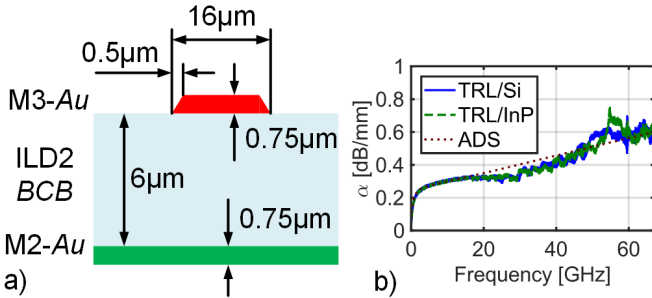 16µm
0.5µm
M3-Au
0.75µm
ILD2
BCB
6µm
0.75µm
M2-Au
a)
1
0.8
0.6
0.4
0.2
0
α [dB/mm]
TRL/Si
TRL/InP
ADS
0 20 40 60
Frequency [GHz]
b)